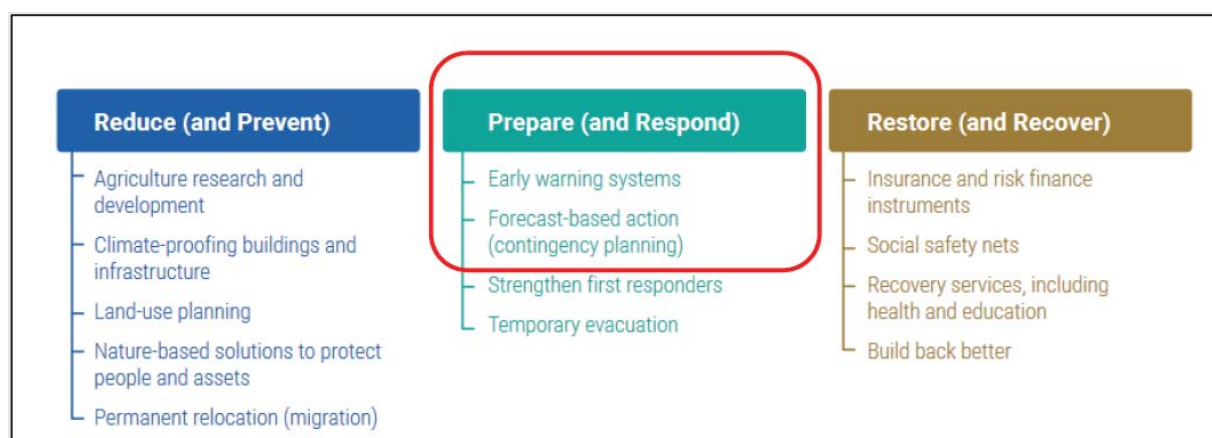 Reduce (and Prevent)
Agriculture research and
development
Climate-proofing buildings and
infrastructure
Land-use planning
Nature-based solutions to protect
people and assets
Permanent relocation (migration)
Prepare (and Respond)
Early warning systems
Forecast-based action
(contingency planning)
Strengthen first responders
Temporary evacuation
Restore (and Recover)
Insurance and risk finance
instruments
Social safety nets
Recovery services, including
health and education
Build back better